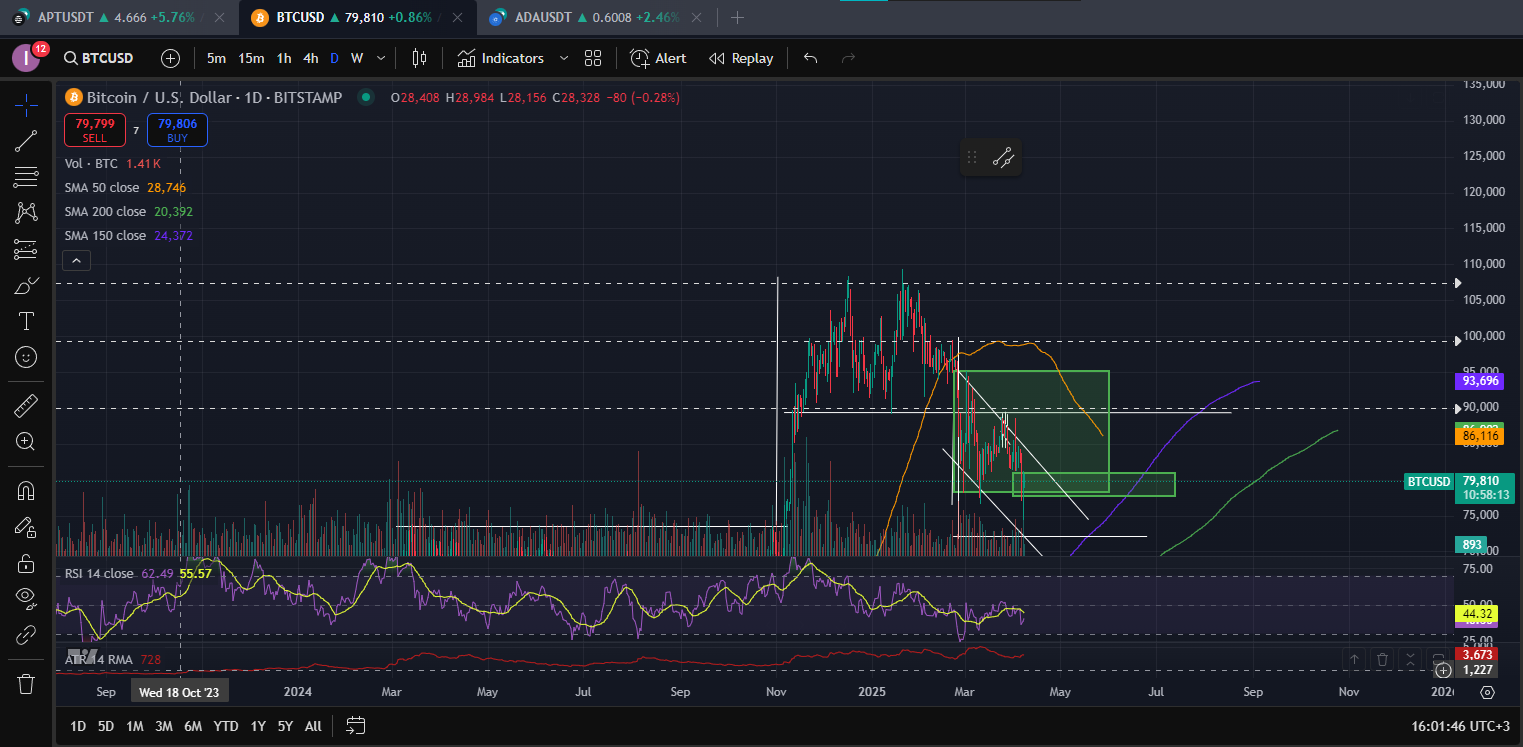 APTUSDT ▲ 4.666 +5.76% /
BTCUSD ▲ 79,810 +0.86% /
ADAUSDT ▲ 0.6008 +2.46%
I 12
BTCUSD 5m 15m 1h 4h D W Indicators Alert Replay
Bitcoin / U.S. Dollar · 1D · BITSTAMP O28,408 H28,984 L28,156 C28,328 −80 (−0.28%)
79,799 SELL
7
79,806 BUY
Vol · BTC 1.41 K
SMA 50 close 28,746
SMA 200 close 20,392
SMA 150 close 24,372
135,000
130,000
125,000
120,000
115,000
110,000
105,000
100,000
95,000
93,696
90,000
86,116
BTCUSD 79,810
10:58:13
75,000
893
RSI 14 close 62.49 55.57
75.00
50.00
44.32
25.00
ATR 14 RMA 728
3,673
1,227
Sep Wed 18 Oct '23 2024 Mar May Jul Sep Nov 2025 Mar May Jul Sep Nov
1D 5D 1M 3M 6M YTD 1Y 5Y All
16:01:46 UTC+3